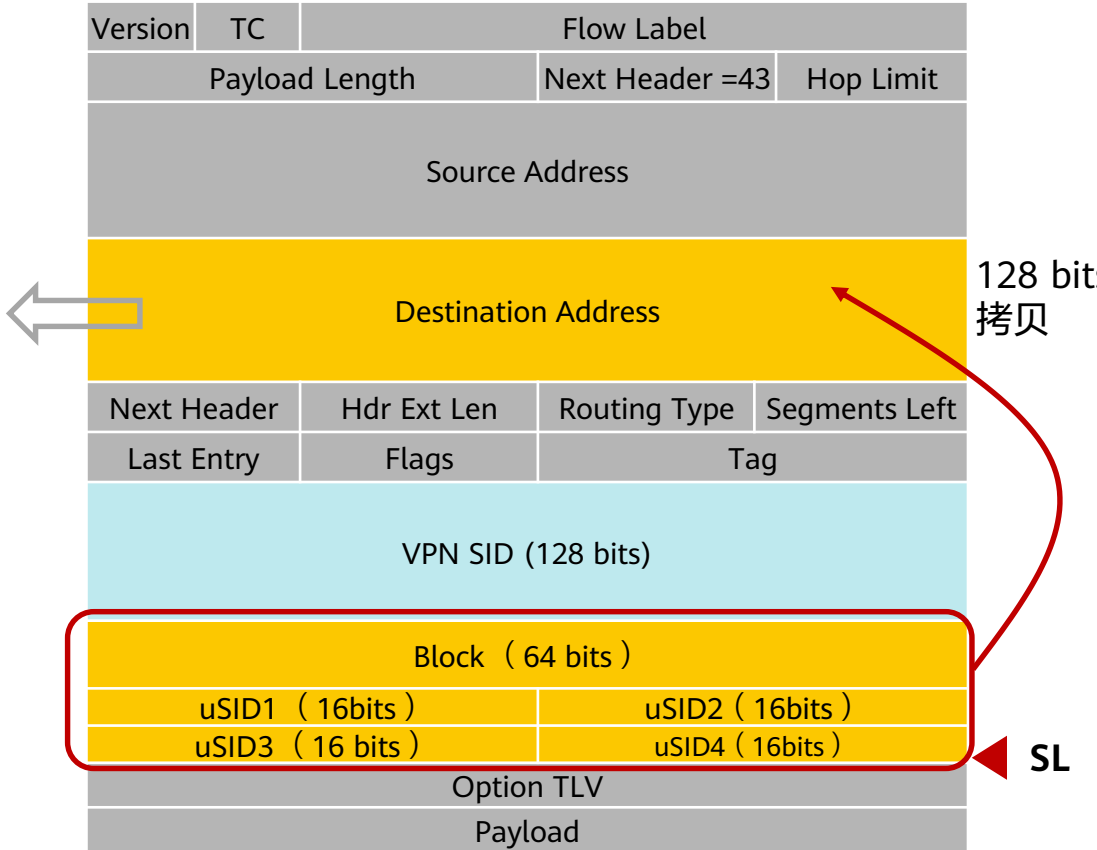 Version TC Flow Label
Payload Length Next Header =43 Hop Limit
Source Address
128 bits
拷贝
Destination Address
Next Header Hdr Ext Len Routing Type Segments Left
Last Entry Flags Tag
VPN SID (128 bits)
Block （64 bits）
uSID1 （16bits） uSID2（16bits）
uSID3 （16 bits） uSID4（16bits）
SL
Option TLV
Payload